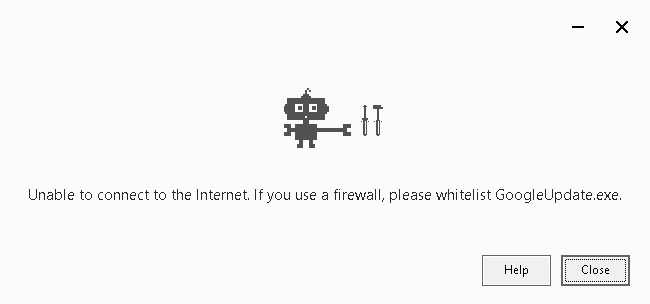 Unable to connect to the Internet. If you use a firewall, please whitelist GoogleUpdate.exe.
Help
Close